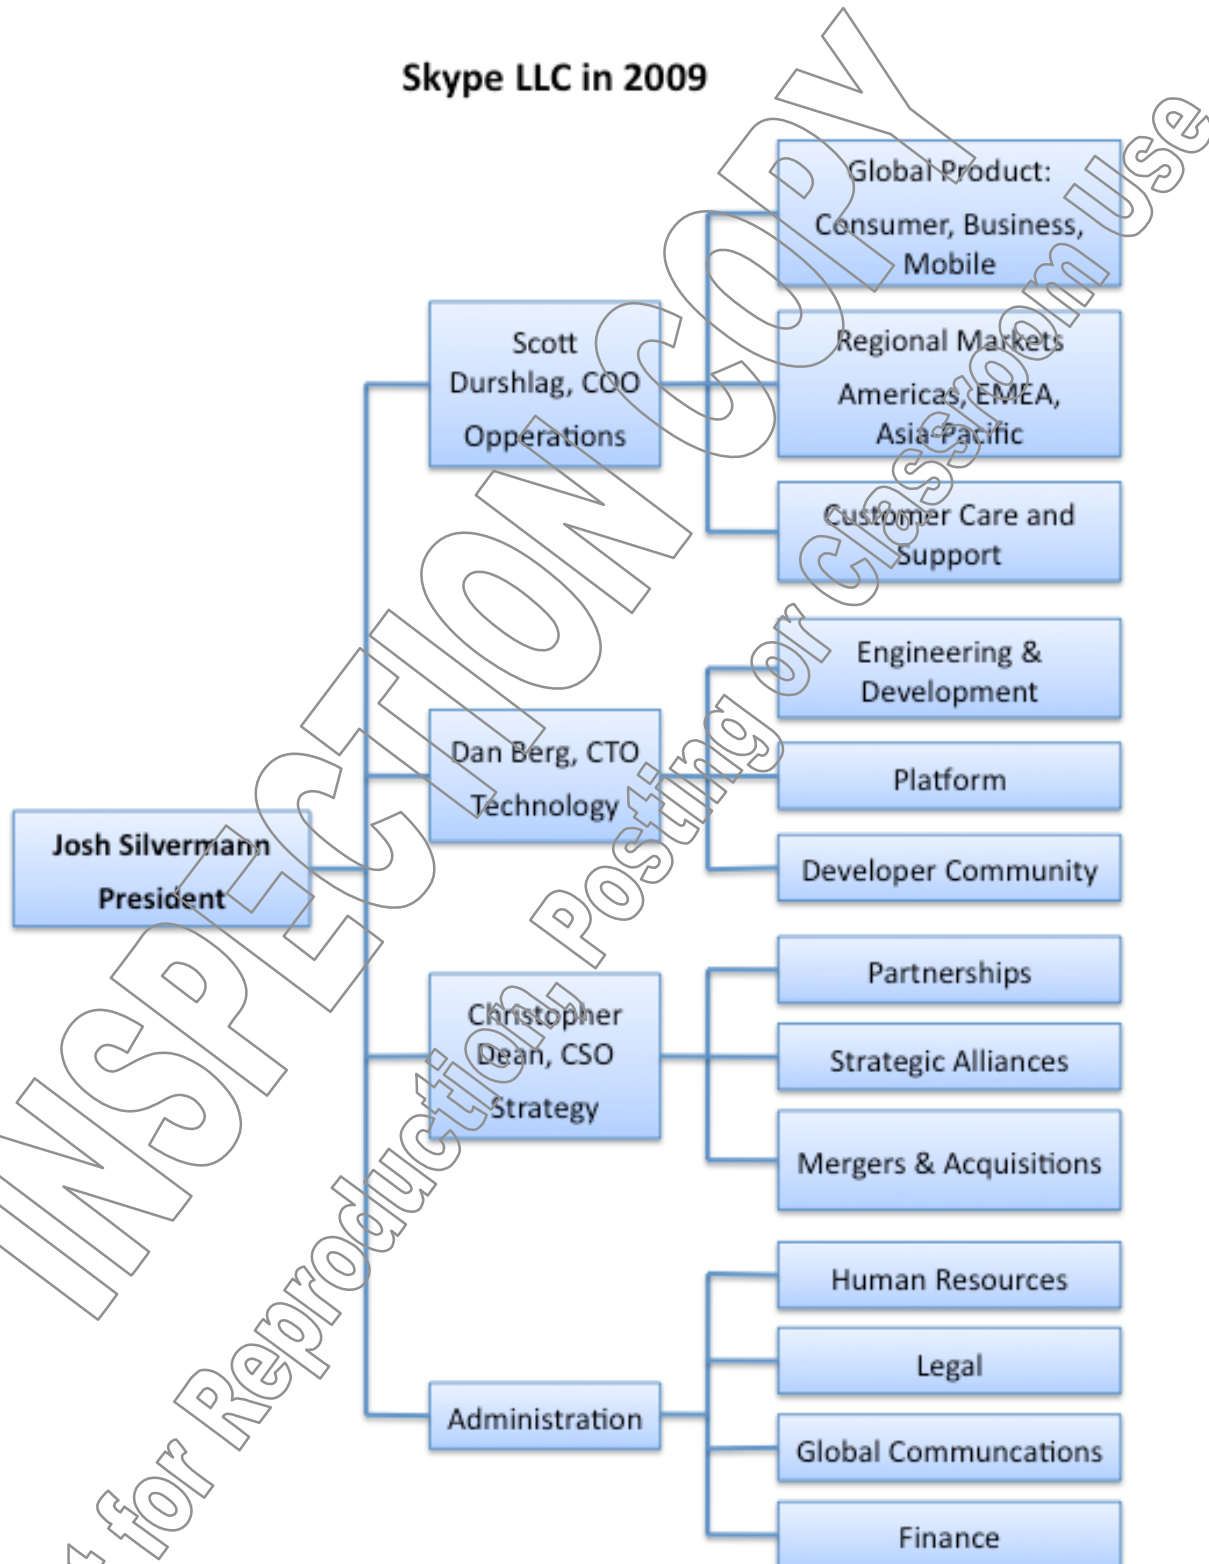 Skype LLC in 2009
Josh Silvermann
President
Scott
Durshlag, COO
Opperations
Global Product:
Consumer, Business,
Mobile
Regional Markets
Americas, EMEA,
Asia-Pacific
Customer Care and
Support
Dan Berg, CTO
Technology
Engineering &
Development
Platform
Developer Community
Christopher
Dean, CSO
Strategy
Partnerships
Strategic Alliances
Mergers & Acquisitions
Administration
Human Resources
Legal
Global Communcations
Finance
INSPECTION COPY
for Reproduction, Posting or Classroom Use